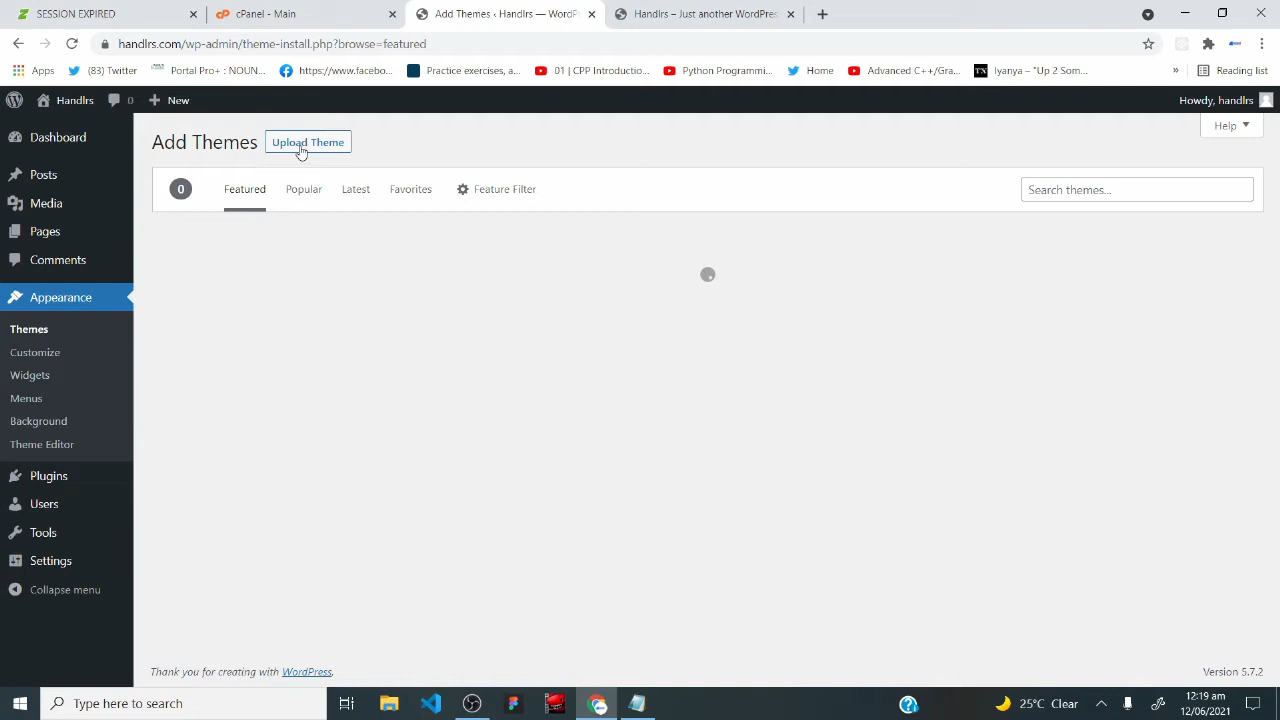 SESSION EXPIRED
cPanel - Main
Add Themes ‹ Handlrs — WordP
Handlrs – Just another WordPres
handlrs.com/wp-admin/theme-install.php?browse=featured
Apps
(93) Twitter
Portal Pro+ : NOUN...
https://www.facebo...
Practice exercises, a...
01 | CPP Introductio...
Python Programmi...
Home
Advanced C++/Gra...
Iyanya – "Up 2 Som...
»
Reading list
Handlrs
0
New
Howdy, handlrs
Dashboard
Posts
Media
Pages
Comments
Appearance
Themes
Customize
Widgets
Menus
Background
Theme Editor
Plugins
Users
Tools
Settings
Collapse menu
Add Themes
Upload Theme
Help
0
Featured
Popular
Latest
Favorites
Feature Filter
Search themes...
Thank you for creating with WordPress.
Version 5.7.2
Type here to search
25°C Clear
12:19 am
12/06/2021